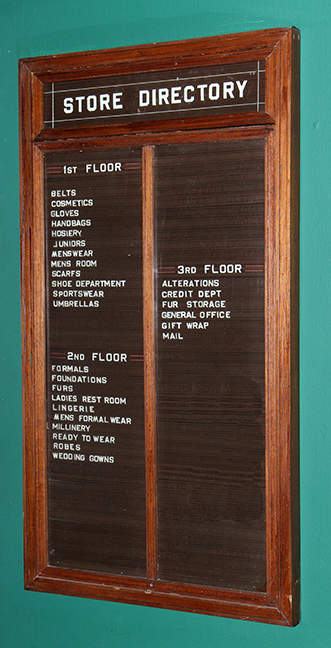 STORE DIRECTORY
1ST FLOOR
BELTS
COSMETICS
GLOVES
HANDBAGS
HOSIERY
JUNIORS
MENSWEAR
MENS ROOM
SCARFS
SHOE DEPARTMENT
SPORTSWEAR
UMBRELLAS
2ND FLOOR
FORMALS
FOUNDATIONS
FURS
LADIES REST ROOM
LINGERIE
MENS FORMAL WEAR
MILLINERY
READY TO WEAR
ROBES
WEDDING GOWNS
3RD FLOOR
ALTERATIONS
CREDIT DEPT
FUR STORAGE
GENERAL OFFICE
GIFT WRAP
MAIL